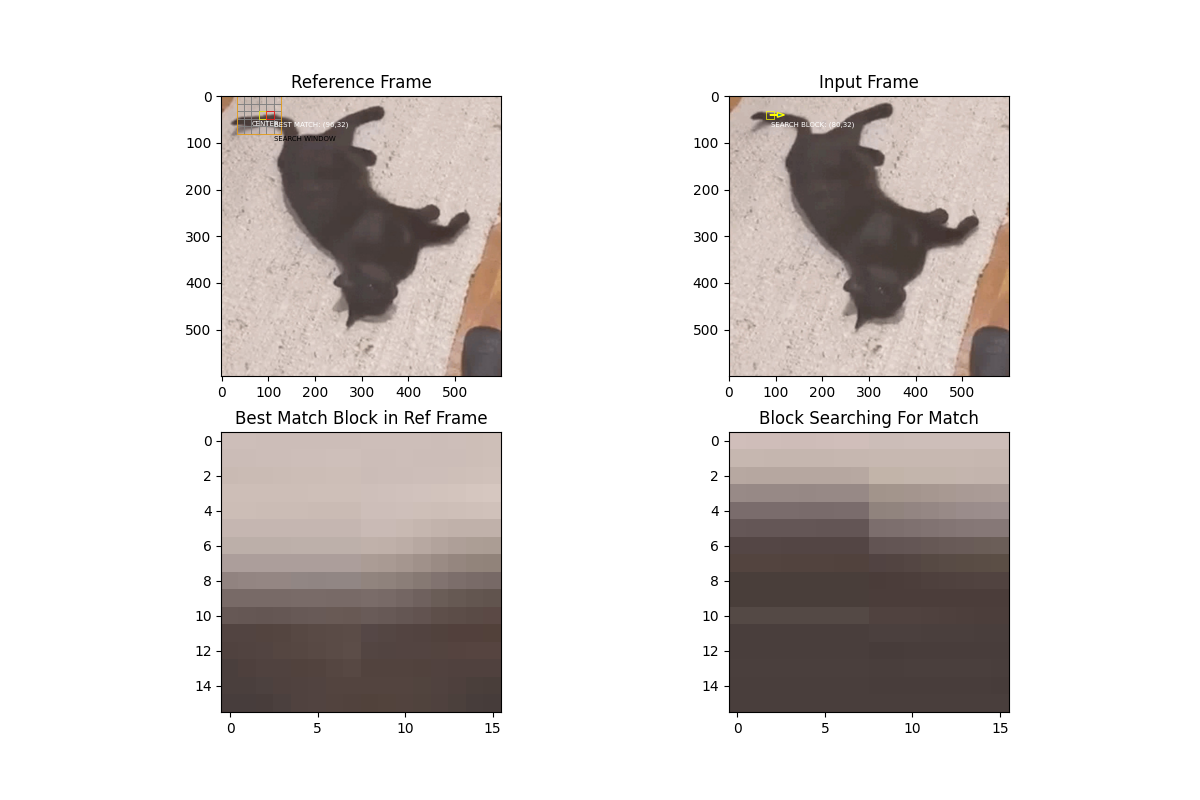 Reference Frame
Input Frame
0
100
200
300
400
500
CENTER
BEST MATCH: (96,32)
SEARCH WINDOW
0 100 200 300 400 500
0
100
200
300
400
500
SEARCH BLOCK: (80,32)
0 100 200 300 400 500
Best Match Block in Ref Frame
Block Searching For Match
0
2
4
6
8
10
12
14
0 5 10 15
0
2
4
6
8
10
12
14
0 5 10 15